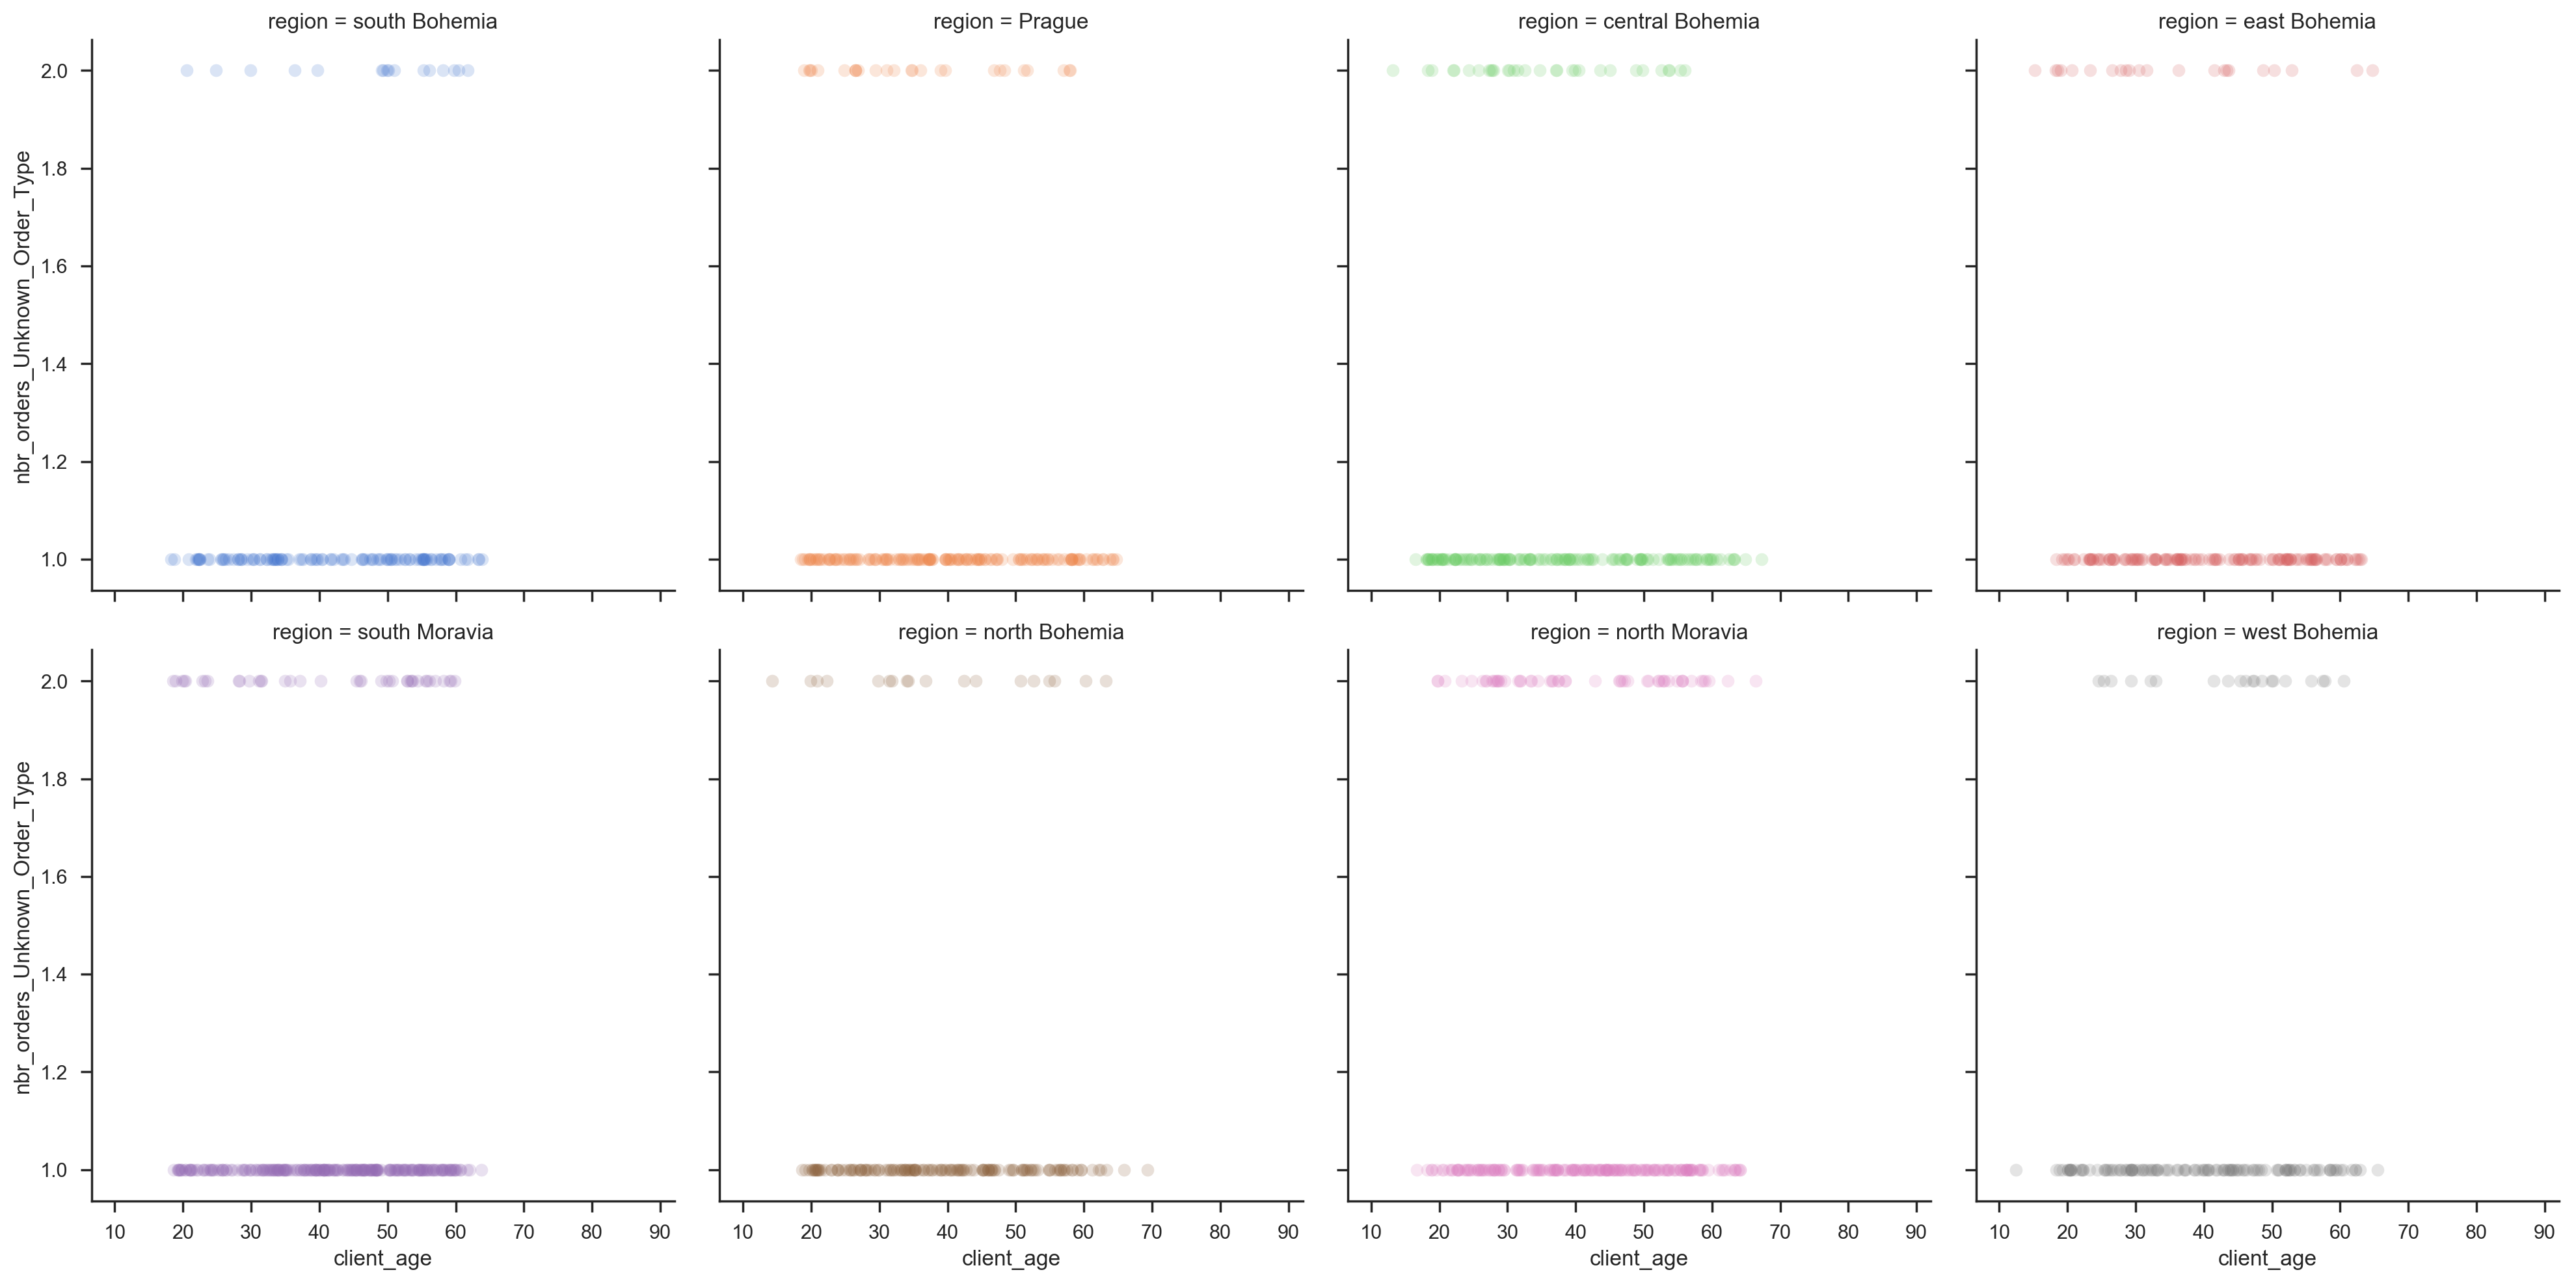 region = south Bohemia
region = Prague
region = central Bohemia
region = east Bohemia
nbr_orders_Unknown_Order_Type
2.0
1.8
1.6
1.4
1.2
1.0
region = south Moravia
region = north Bohemia
region = north Moravia
region = west Bohemia
nbr_orders_Unknown_Order_Type
2.0
1.8
1.6
1.4
1.2
1.0
10 20 30 40 50 60 70 80 90
10 20 30 40 50 60 70 80 90
10 20 30 40 50 60 70 80 90
10 20 30 40 50 60 70 80 90
client_age
client_age
client_age
client_age